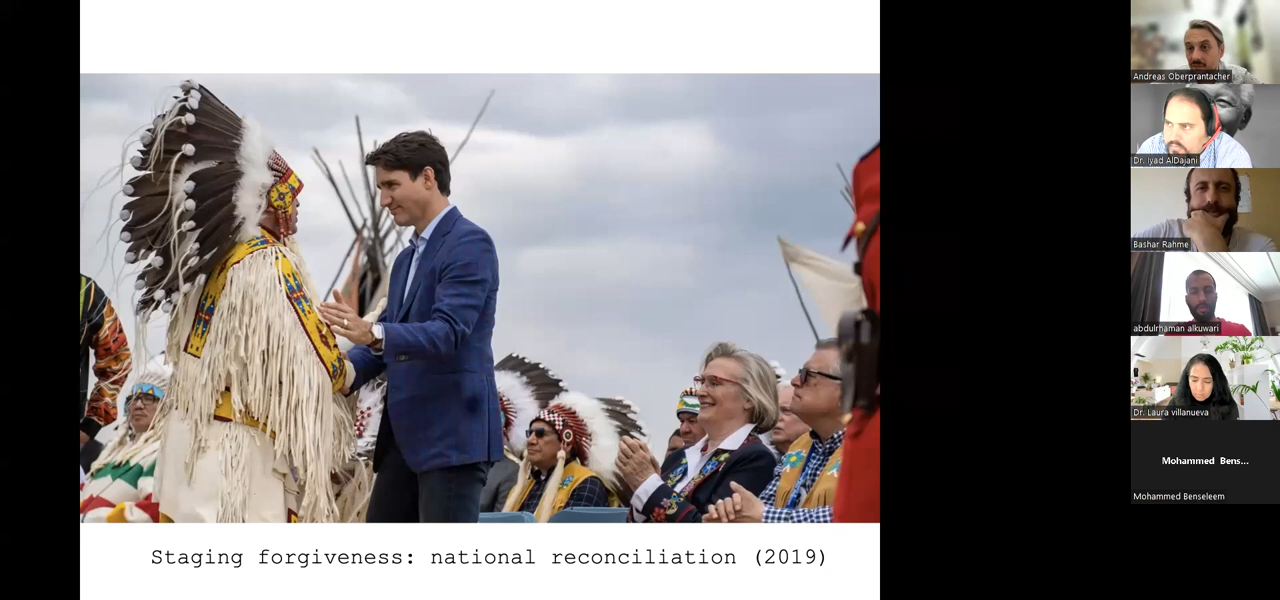 Staging forgiveness: national reconciliation (2019)
Andreas Oberprantacher
Dr. Iyad AlDajani
Bashar Rahme
abdulrhaman alkuwari
Dr. Laura villanueva
Mohammed Bens...
Mohammed Benseleem